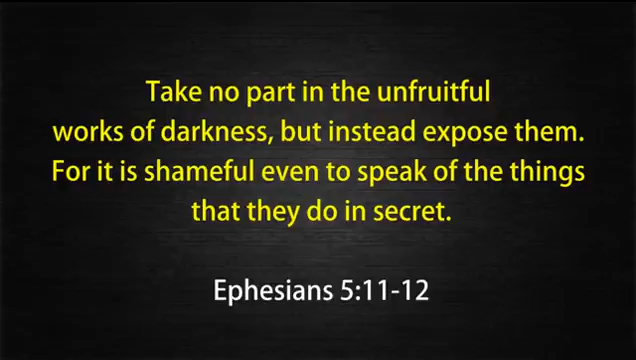 Take no part in the unfruitful
works of darkness, but instead expose them.
For it is shameful even to speak of the things
that they do in secret.
Ephesians 5:11-12